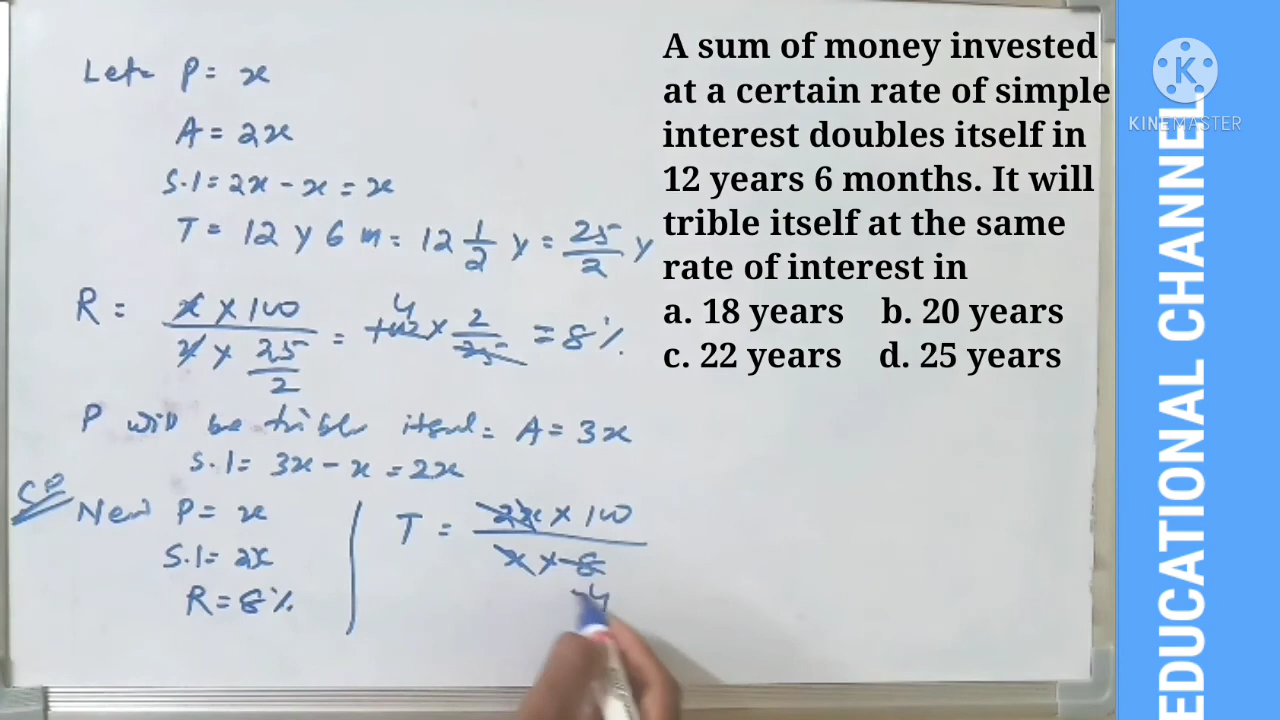 Let P = x
A = 2x
S.I = 2x - x = x
T = 12 y 6 m = 12 1/2 y = 25/2 y
R = x × 100 / x × 25/2 = 4 100 × 2/25 = 8%.
P will be trible itself = A = 3x
S.I = 3x - x = 2x
New P = x
S.I = 2x
R = 8%
T = 2x × 100 / x × 8
4
A sum of money invested
at a certain rate of simple
interest doubles itself in
12 years 6 months. It will
trible itself at the same
rate of interest in
a. 18 years b. 20 years
c. 22 years d. 25 years
K
KINEMASTER
EDUCATIONAL CHANNEL